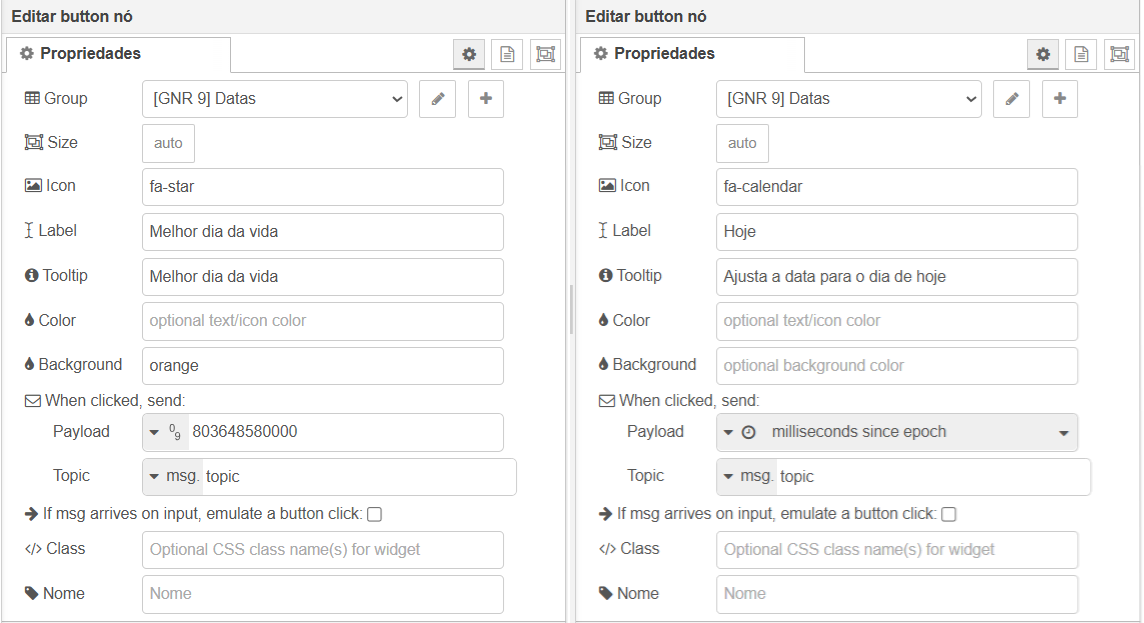 Editar button nó
Propriedades
Group [GNR 9] Datas
Size auto
Icon fa-star
Label Melhor dia da vida
Tooltip Melhor dia da vida
Color optional text/icon color
Background orange
When clicked, send:
Payload 09 803648580000
Topic msg. topic
If msg arrives on input, emulate a button click:
</> Class Optional CSS class name(s) for widget
Nome Nome
Editar button nó
Propriedades
Group [GNR 9] Datas
Size auto
Icon fa-calendar
Label Hoje
Tooltip Ajusta a data para o dia de hoje
Color optional text/icon color
Background optional background color
When clicked, send:
Payload milliseconds since epoch
Topic msg. topic
If msg arrives on input, emulate a button click:
</> Class Optional CSS class name(s) for widget
Nome Nome